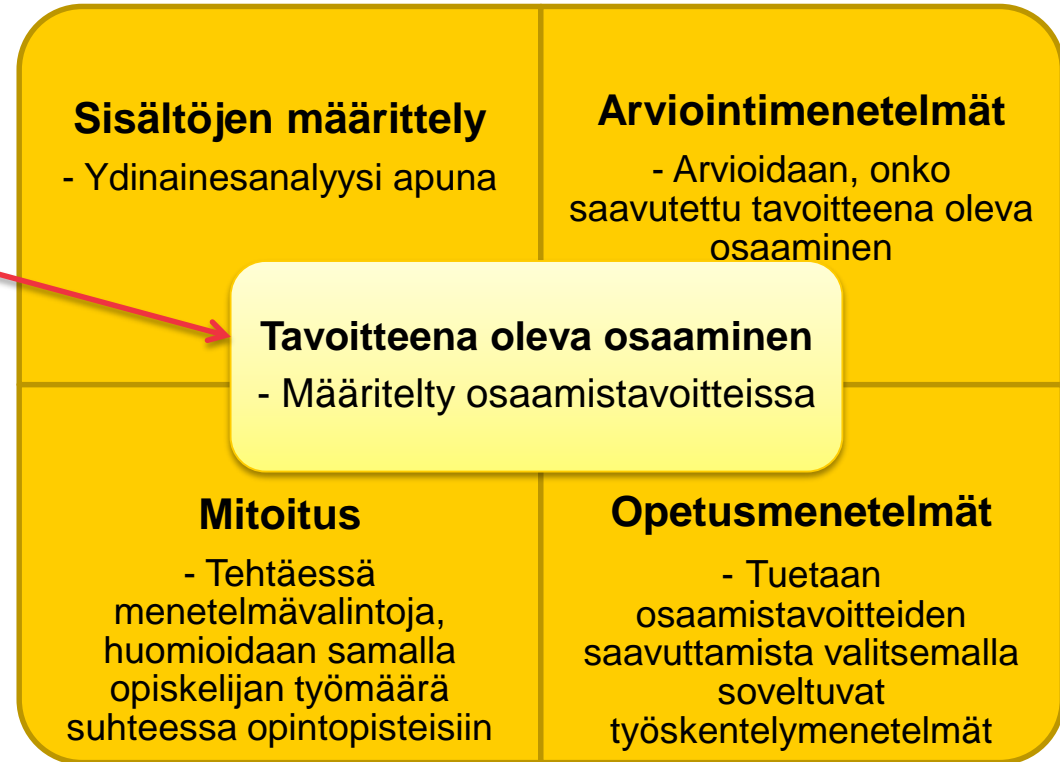 Sisältöjen määrittely
- Ydinainesanalyysi apuna
Arviointimenetelmät
- Arvioidaan, onko
saavutettu tavoitteena oleva
osaaminen
Tavoitteena oleva osaaminen
- Määritelty osaamistavoitteissa
Mitoitus
- Tehtäessä
menetelmävalintoja,
huomioidaan samalla
opiskelijan työmäärä
suhteessa opintopisteisiin
Opetusmenetelmät
- Tuetaan
osaamistavoitteiden
saavuttamista valitsemalla
soveltuvat
työskentelymenetelmät